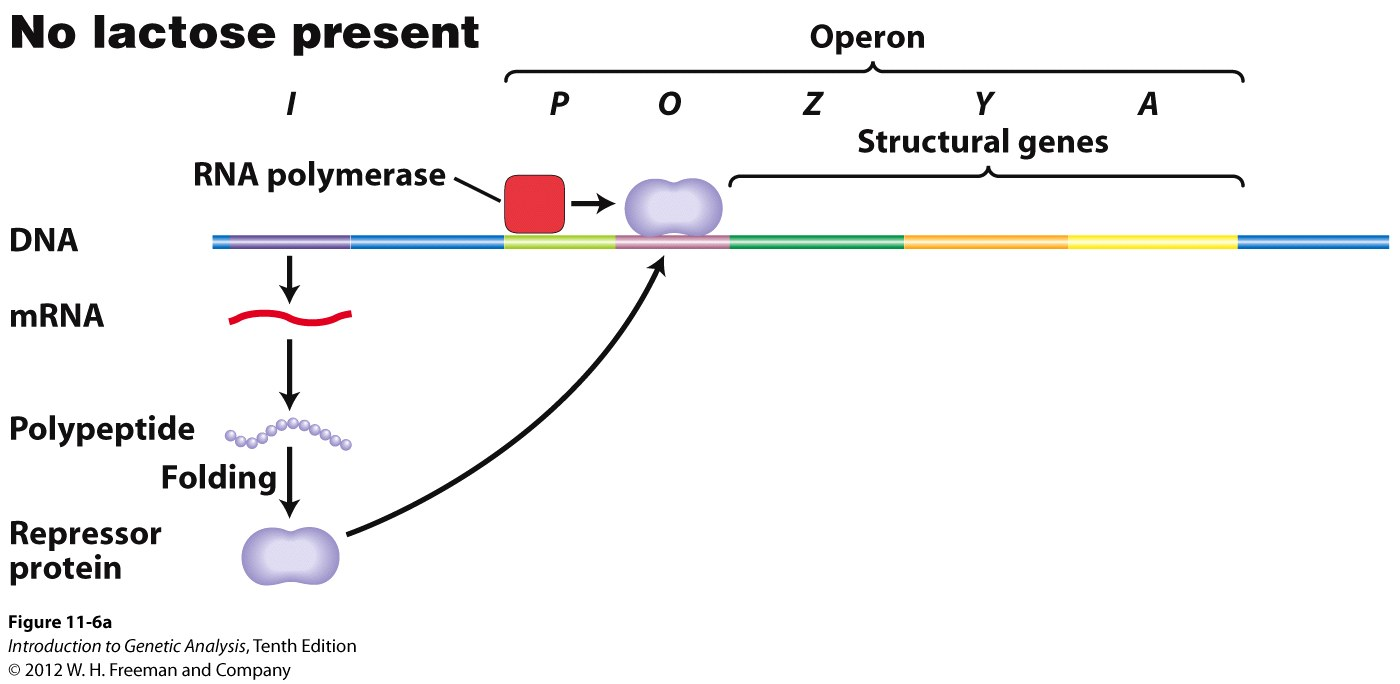 No lactose present
Operon
I P O Z Y A
Structural genes
RNA polymerase
DNA
mRNA
Polypeptide
Folding
Repressor
protein
Figure 11-6a
Introduction to Genetic Analysis, Tenth Edition
© 2012 W. H. Freeman and Company